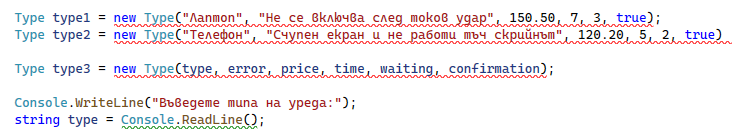 Type type1 = new Type("Лаптоп", "Не се включва след токов удар", 150.50, 7, 3, true);
Type type2 = new Type("Телефон", "Счупен екран и не работи тъч скрийнът", 120.20, 5, 2, true)
Type type3 = new Type(type, error, price, time, waiting, confirmation);
Console.WriteLine("Въведете типа на уреда:");
string type = Console.ReadLine();